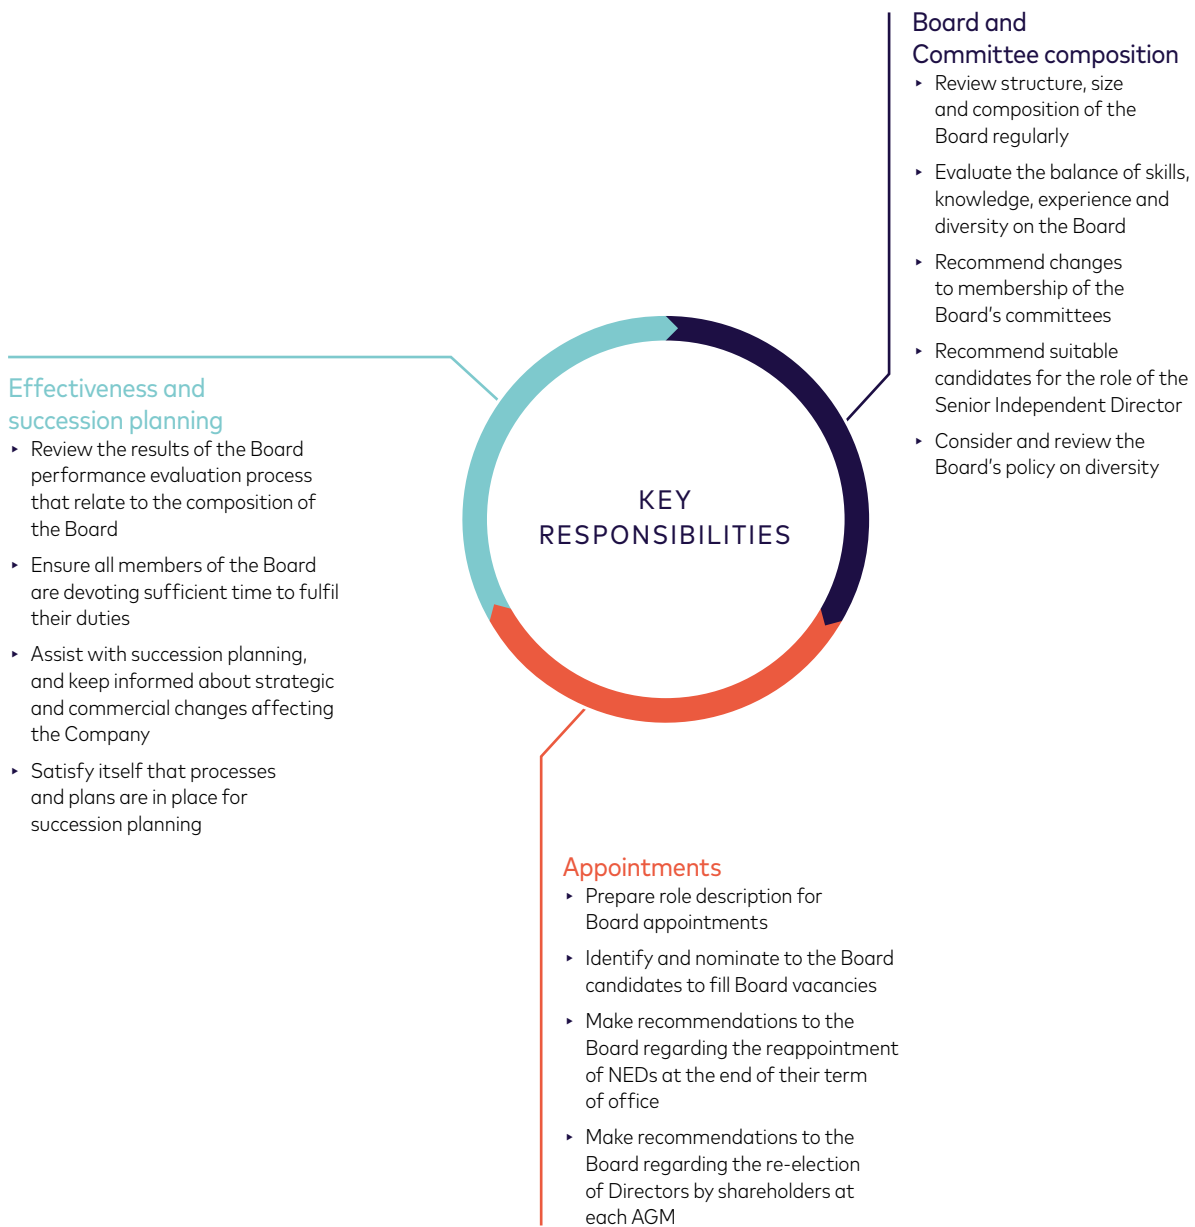 Board and
Committee composition
‣ Review structure, size
and composition of the
Board regularly
‣ Evaluate the balance of skills,
knowledge, experience and
diversity on the Board
‣ Recommend changes
to membership of the
Board’s committees
‣ Recommend suitable
candidates for the role of the
Senior Independent Director
‣ Consider and review the
Board’s policy on diversity
Effectiveness and
succession planning
‣ Review the results of the Board
performance evaluation process
that relate to the composition of
the Board
‣ Ensure all members of the Board
are devoting sufficient time to fulfil
their duties
‣ Assist with succession planning,
and keep informed about strategic
and commercial changes affecting
the Company
‣ Satisfy itself that processes
and plans are in place for
succession planning
KEY
RESPONSIBILITIES
Appointments
‣ Prepare role description for
Board appointments
‣ Identify and nominate to the Board
candidates to fill Board vacancies
‣ Make recommendations to the
Board regarding the reappointment
of NEDs at the end of their term
of office
‣ Make recommendations to the
Board regarding the re-election
of Directors by shareholders at
each AGM